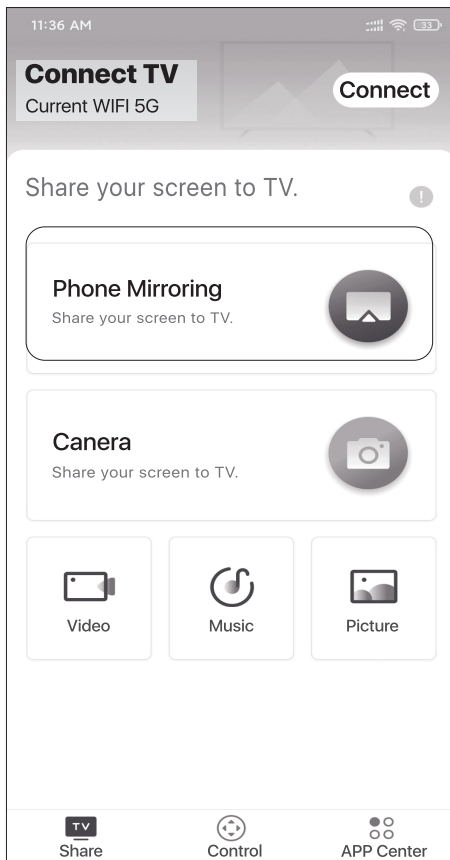 11:36 AM
33
Connect TV
Current WIFI 5G
Connect
Share your screen to TV.
!
Phone Mirroring
Share your screen to TV.
Canera
Share your screen to TV.
Video
Music
Picture
TV
Share
Control
APP Center